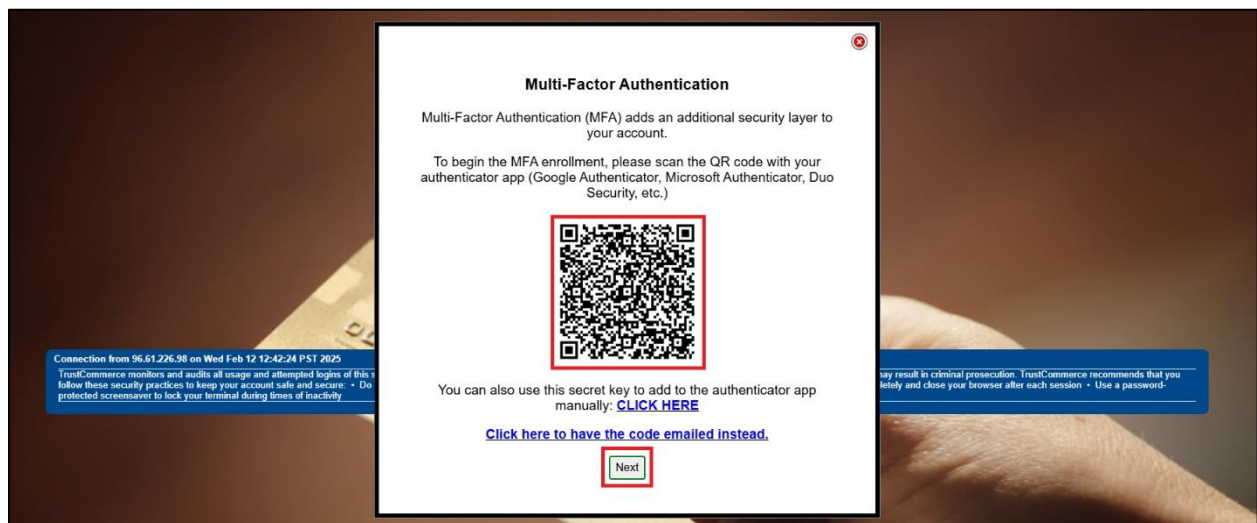 Multi-Factor Authentication
Multi-Factor Authentication (MFA) adds an additional security layer to
your account.
To begin the MFA enrollment, please scan the QR code with your
authenticator app (Google Authenticator, Microsoft Authenticator, Duo
Security, etc.)
You can also use this secret key to add to the authenticator app
manually: CLICK HERE
Click here to have the code emailed instead.
Next
Connection from 96.61.226.98 on Wed Feb 12 12:42:24 PST 2025
TrustCommerce monitors and audits all usage and attempted logins of this may result in criminal prosecution. TrustCommerce recommends that you
follow these security practices to keep your account safe and secure: • Do and close your browser after each session • Use a password-
protected screensaver to lock your terminal during times of inactivity